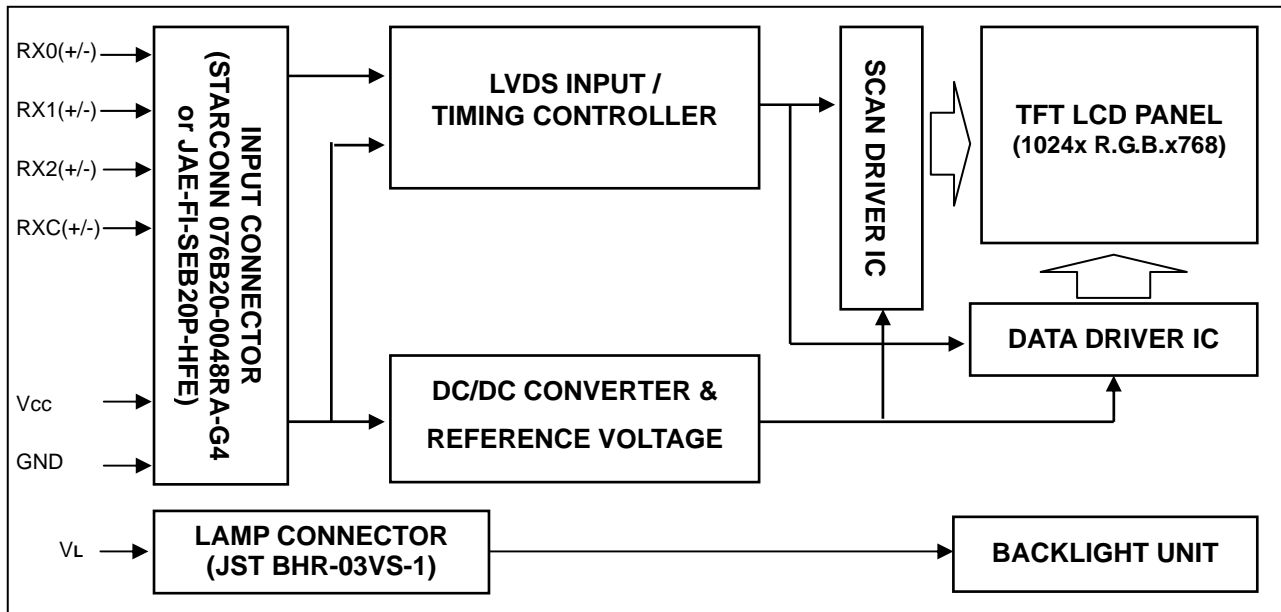 RX0(+/-)
RX1(+/-)
RX2(+/-)
RXC(+/-)
Vcc
GND
VL
INPUT CONNECTOR
(STARCONN 076B20-0048RA-G4
or JAE-FI-SEB20P-HFE)
LVDS INPUT /
TIMING CONTROLLER
SCAN DRIVER IC
TFT LCD PANEL
(1024x R.G.B.x768)
DATA DRIVER IC
DC/DC CONVERTER &
REFERENCE VOLTAGE
LAMP CONNECTOR
(JST BHR-03VS-1)
BACKLIGHT UNIT